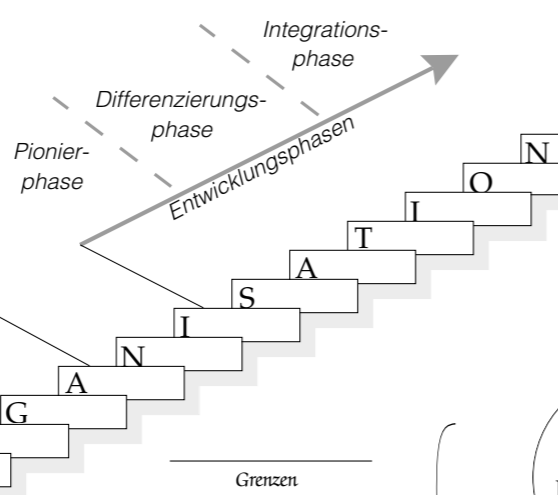 Integrations-
phase
Differenzierungs-
phase
Pionier-
phase
Entwicklungsphasen
N
O
I
T
A
S
I
N
A
G
Grenzen